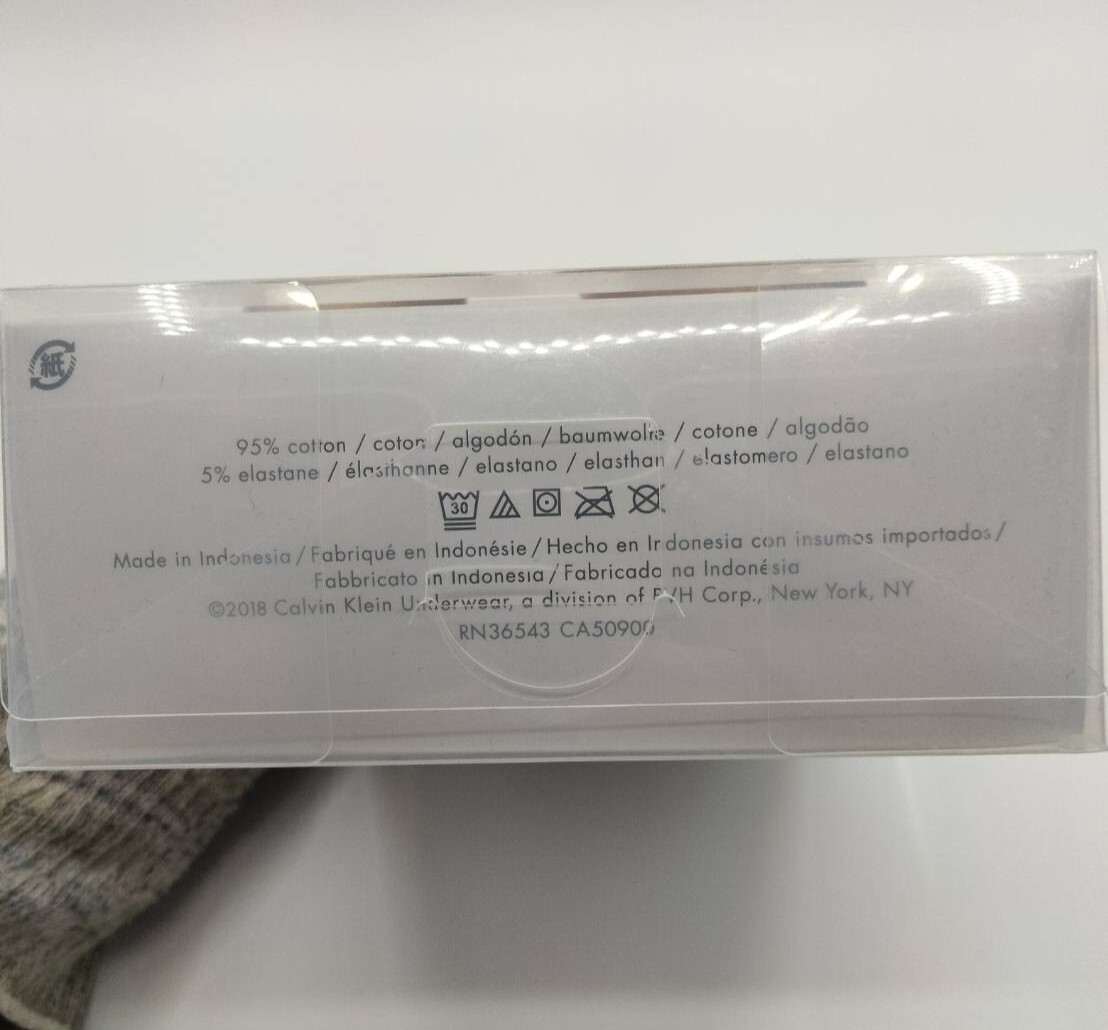 紙
95% cotton / coton / algodón / baumwolle / cotone / algodão
5% elastane / élasthanne / elastano / elasthan / elastomero / elastano
30
Made in Indonesia / Fabriqué en Indonésie / Hecho en Indonesia con insumos importados /
Fabbricato in Indonesia / Fabricado na Indonésia
©2018 Calvin Klein Underwear, a division of PVH Corp., New York, NY
RN36543 CA50900